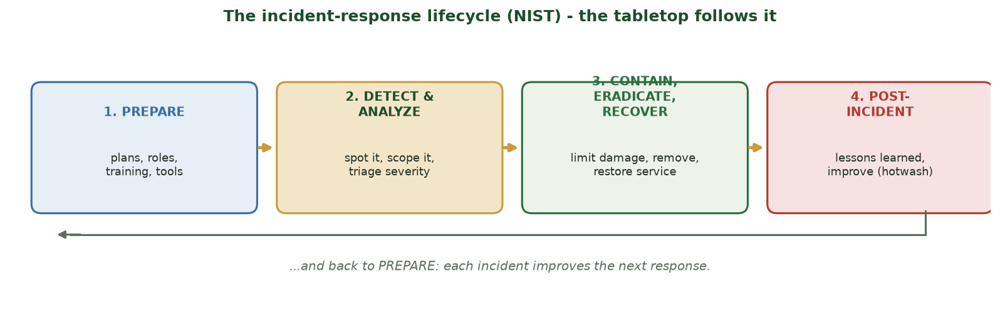 The incident-response lifecycle (NIST) - the tabletop follows it
1. PREPARE
plans, roles,
training, tools
2. DETECT &
ANALYZE
spot it, scope it,
triage severity
3. CONTAIN,
ERADICATE,
RECOVER
limit damage, remove,
restore service
4. POST-
INCIDENT
lessons learned,
improve (hotwash)
...and back to PREPARE: each incident improves the next response.